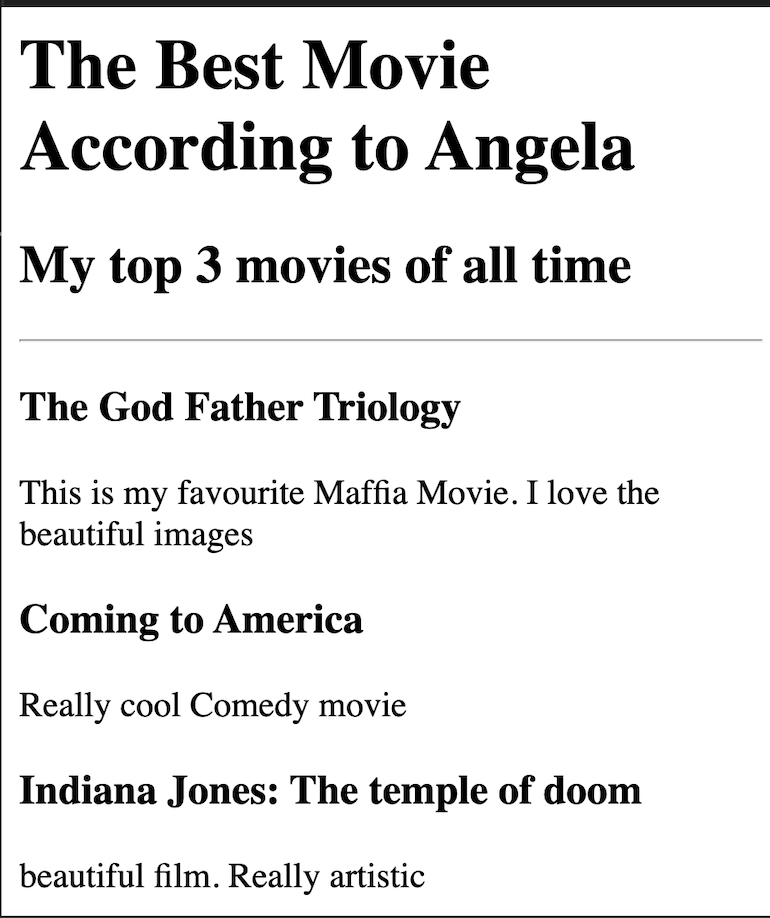 The Best Movie
According to Angela
My top 3 movies of all time
The God Father Triology
This is my favourite Maffia Movie. I love the
beautiful images
Coming to America
Really cool Comedy movie
Indiana Jones: The temple of doom
beautiful film. Really artistic